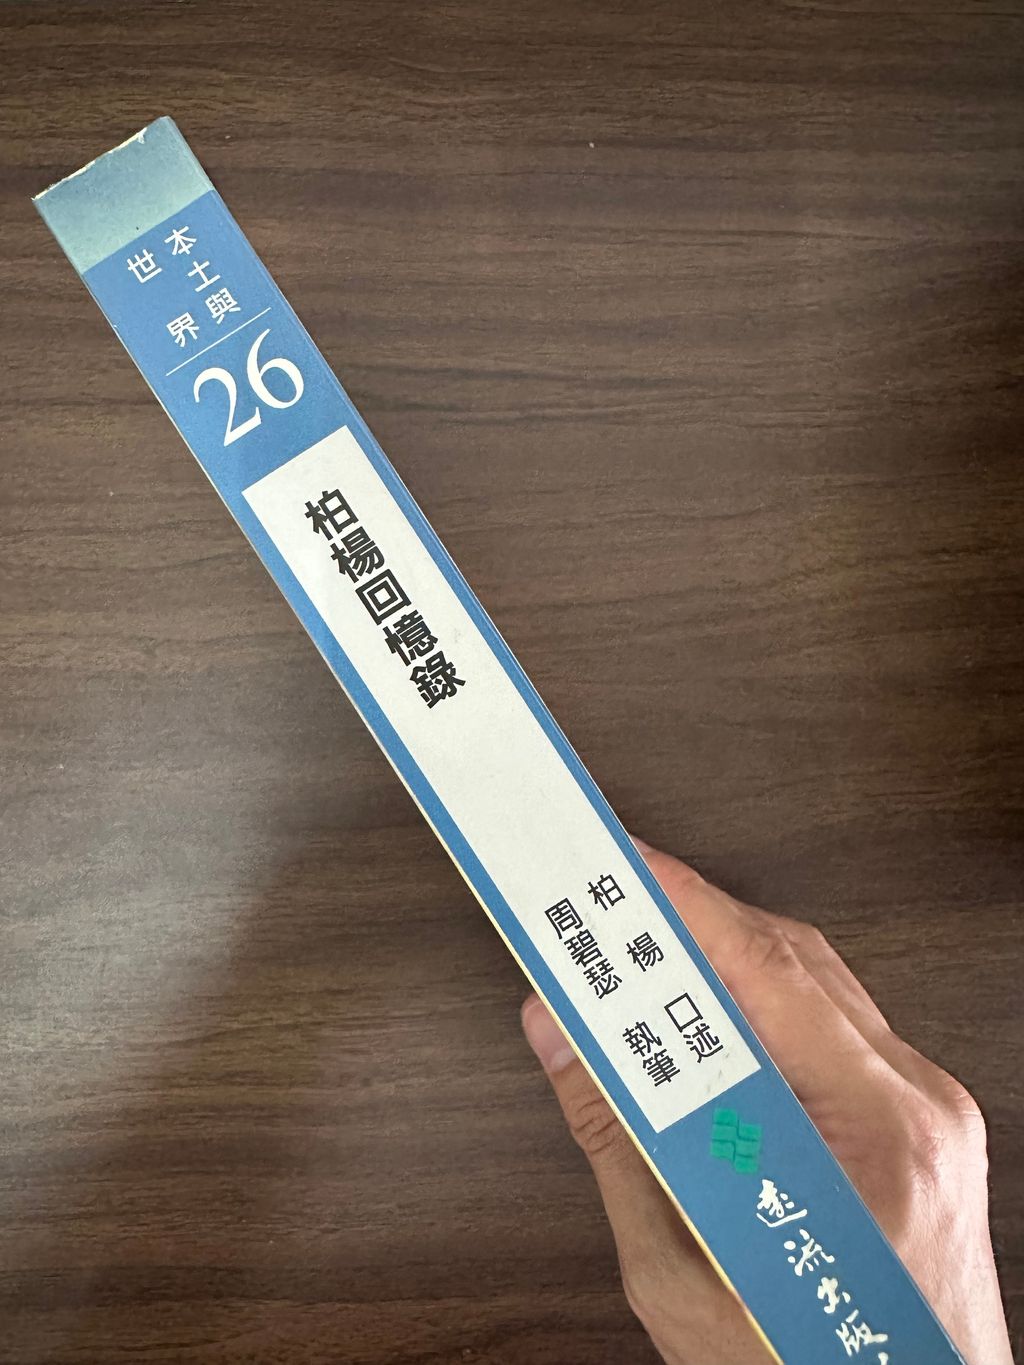 本土與
世界
26
柏楊回憶錄
柏楊 口述
周碧瑟 執筆
遠流出版